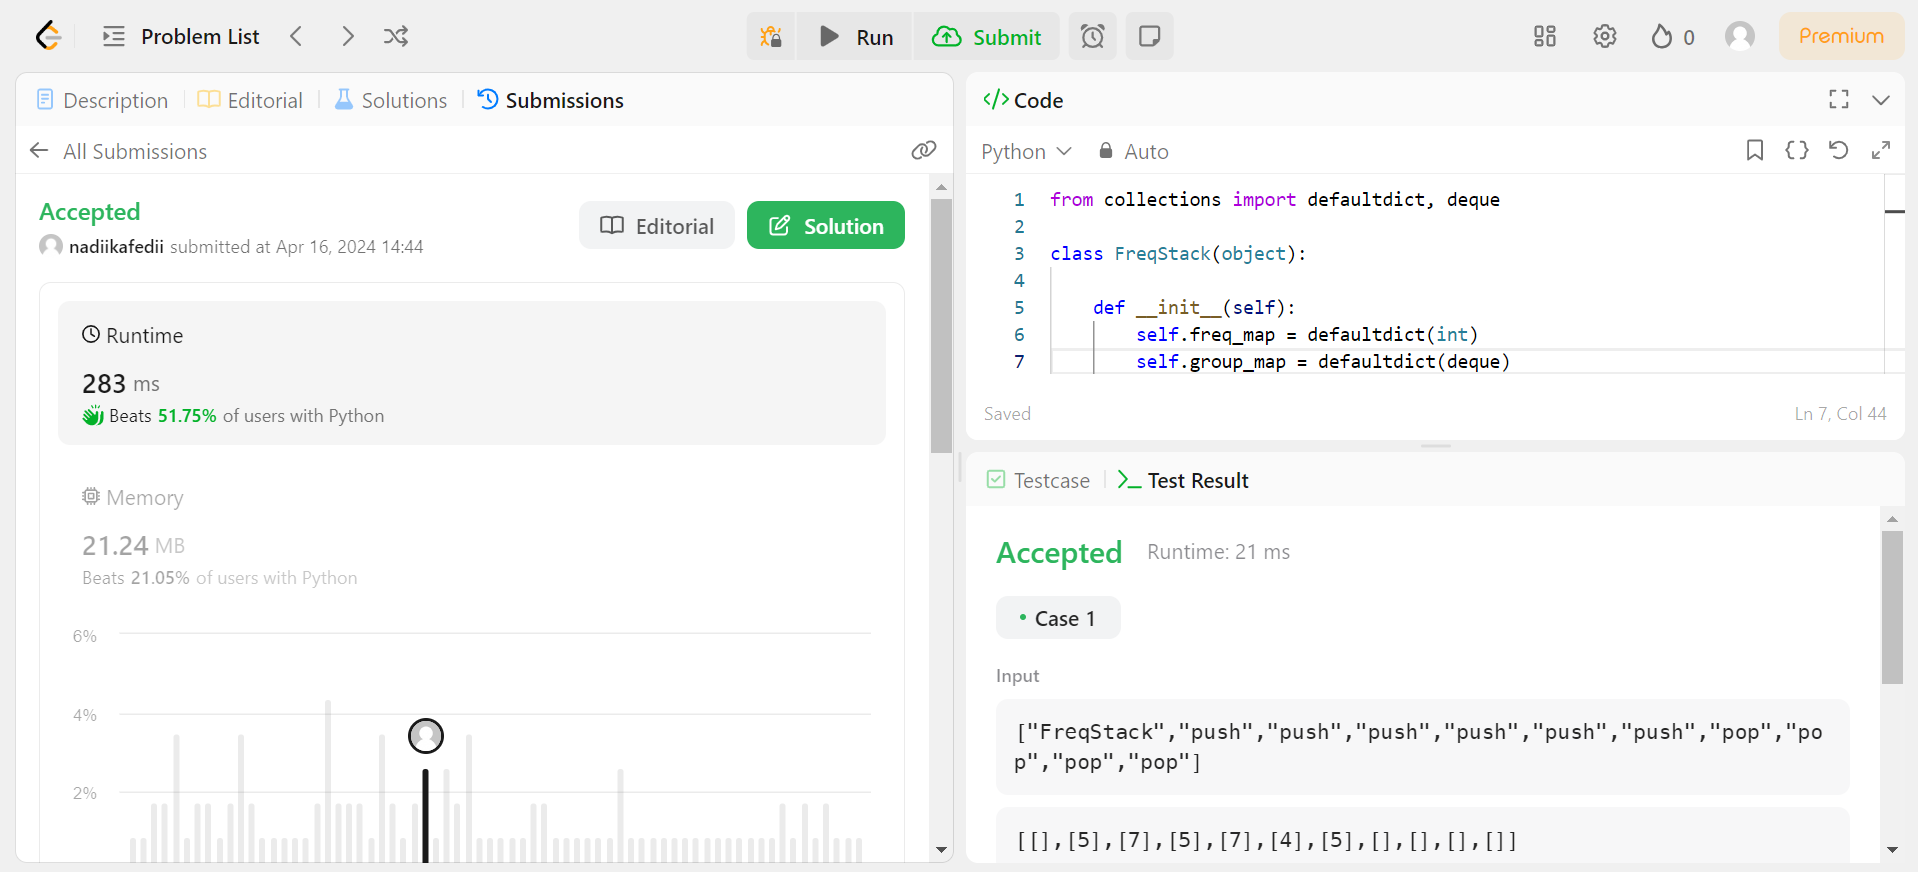 Problem List
Run
Submit
0
Premium
Description
Editorial
Solutions
Submissions
All Submissions
Accepted
nadiikafedii submitted at Apr 16, 2024 14:44
Editorial
Solution
Runtime
283 ms
Beats 51.75% of users with Python
Memory
21.24 MB
Beats 21.05% of users with Python
6%
4%
2%
</> Code
Python
Auto
1 from collections import defaultdict, deque
2
3 class FreqStack(object):
4
5 def __init__(self):
6 self.freq_map = defaultdict(int)
7 self.group_map = defaultdict(deque)
Saved
Ln 7, Col 44
Testcase
Test Result
Accepted
Runtime: 21 ms
Case 1
Input
["FreqStack","push","push","push","push","push","push","pop","po
p","pop","pop"]
[[],[5],[7],[5],[7],[4],[5],[],[],[],[]]